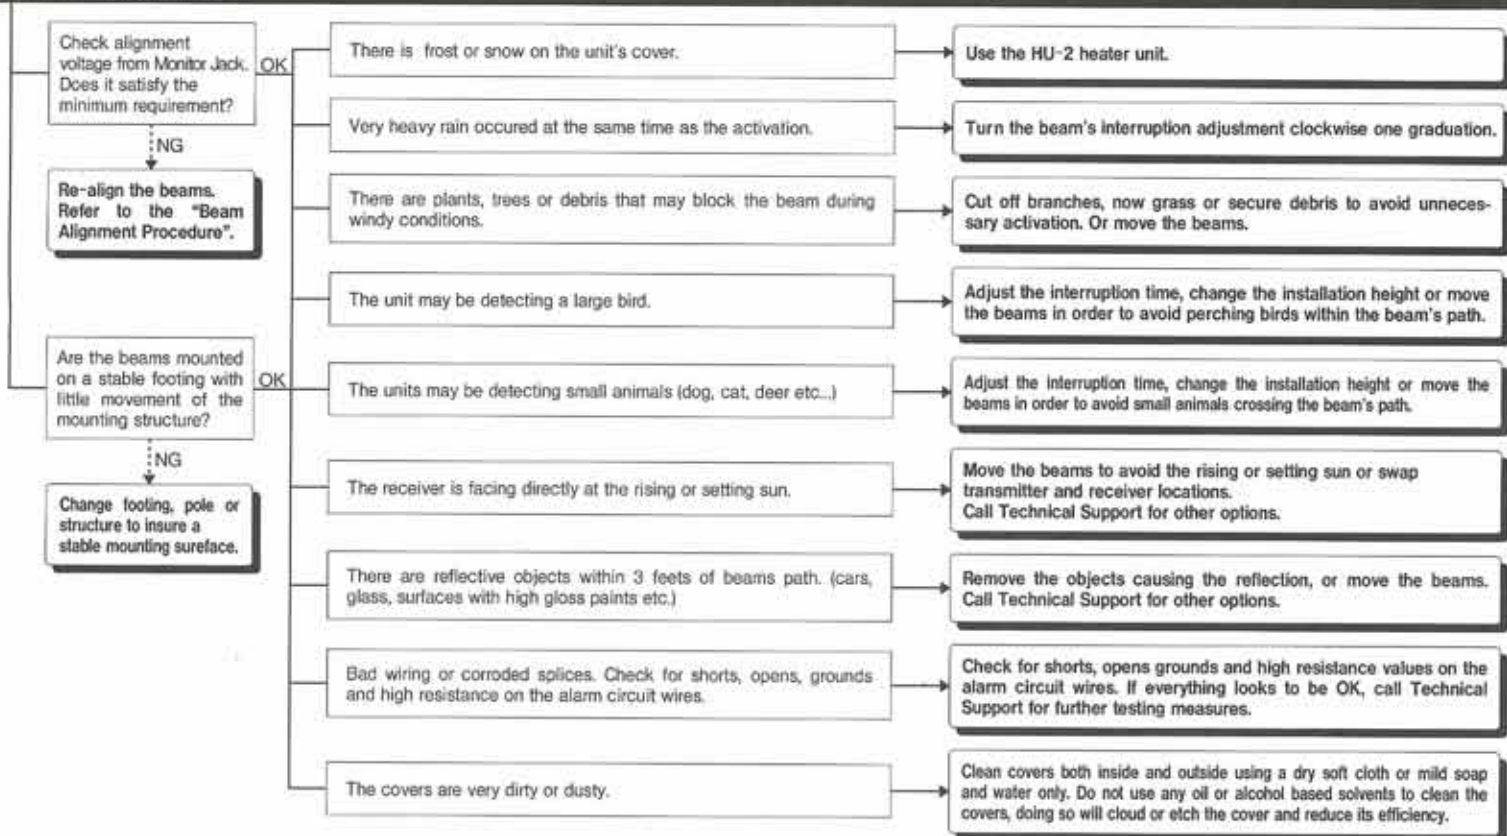 Check alignment
voltage from Monitor Jack.
Does it satisfy the
minimum requirement?
OK
NG
Re-align the beams.
Refer to the "Beam
Alignment Procedure".
Are the beams mounted
on a stable footing with
little movement of the
mounting structure?
OK
NG
Change footing, pole or
structure to insure a
stable mounting sureface.
There is frost or snow on the unit's cover.
Use the HU-2 heater unit.
Very heavy rain occured at the same time as the activation.
Turn the beam's interruption adjustment clockwise one graduation.
There are plants, trees or debris that may block the beam during
windy conditions.
Cut off branches, now grass or secure debris to avoid unneces-
sary activation. Or move the beams.
The unit may be detecting a large bird.
Adjust the interruption time, change the installation height or move
the beams in order to avoid perching birds within the beam's path.
The units may be detecting small animals (dog, cat, deer etc...)
Adjust the interruption time, change the installation height or move the
beams in order to avoid small animals crossing the beam's path.
The receiver is facing directly at the rising or setting sun.
Move the beams to avoid the rising or setting sun or swap
transmitter and receiver locations.
Call Technical Support for other options.
There are reflective objects within 3 feets of beams path. (cars,
glass, surfaces with high gloss paints etc.)
Remove the objects causing the reflection, or move the beams.
Call Technical Support for other options.
Bad wiring or corroded splices. Check for shorts, opens, grounds
and high resistance on the alarm circuit wires.
Check for shorts, opens grounds and high resistance values on the
alarm circuit wires. If everything looks to be OK, call Technical
Support for further testing measures.
The covers are very dirty or dusty.
Clean covers both inside and outside using a dry soft cloth or mild soap
and water only. Do not use any oil or alcohol based solvents to clean the
covers, doing so will cloud or etch the cover and reduce its efficiency.